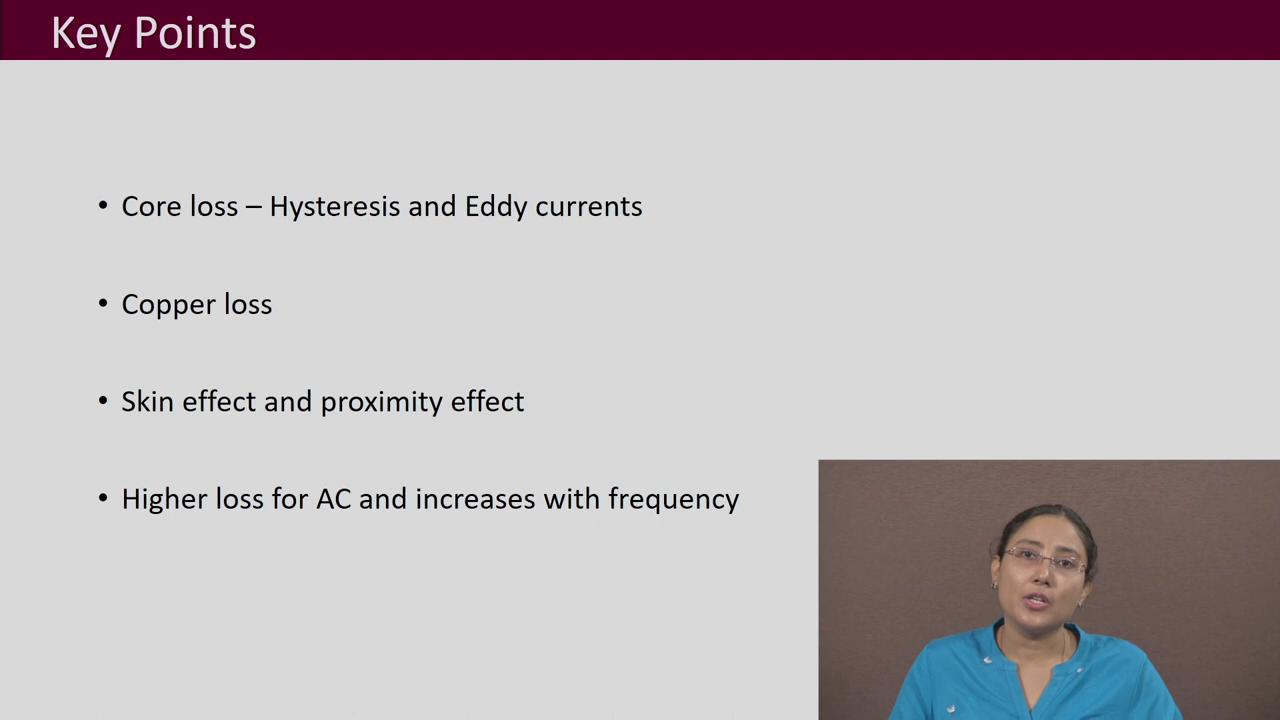 Key Points
• Core loss – Hysteresis and Eddy currents
• Copper loss
• Skin effect and proximity effect
• Higher loss for AC and increases with frequency